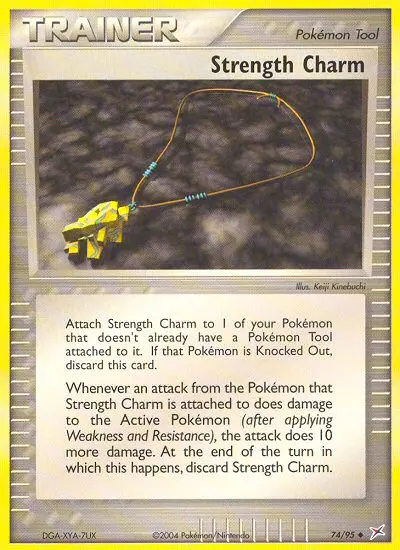 TRAINER
Pokémon Tool
Strength Charm
Illus. Keiji Kinebuchi
Attach Strength Charm to 1 of your Pokémon
that doesn't already have a Pokémon Tool
attached to it. If that Pokémon is Knocked Out,
discard this card.
Whenever an attack from the Pokémon that
Strength Charm is attached to does damage
to the Active Pokémon (after applying
Weakness and Resistance), the attack does 10
more damage. At the end of the turn in
which this happens, discard Strength Charm.
DGA-XYA-7UX
©2004 Pokémon/Nintendo
74/95 ◆